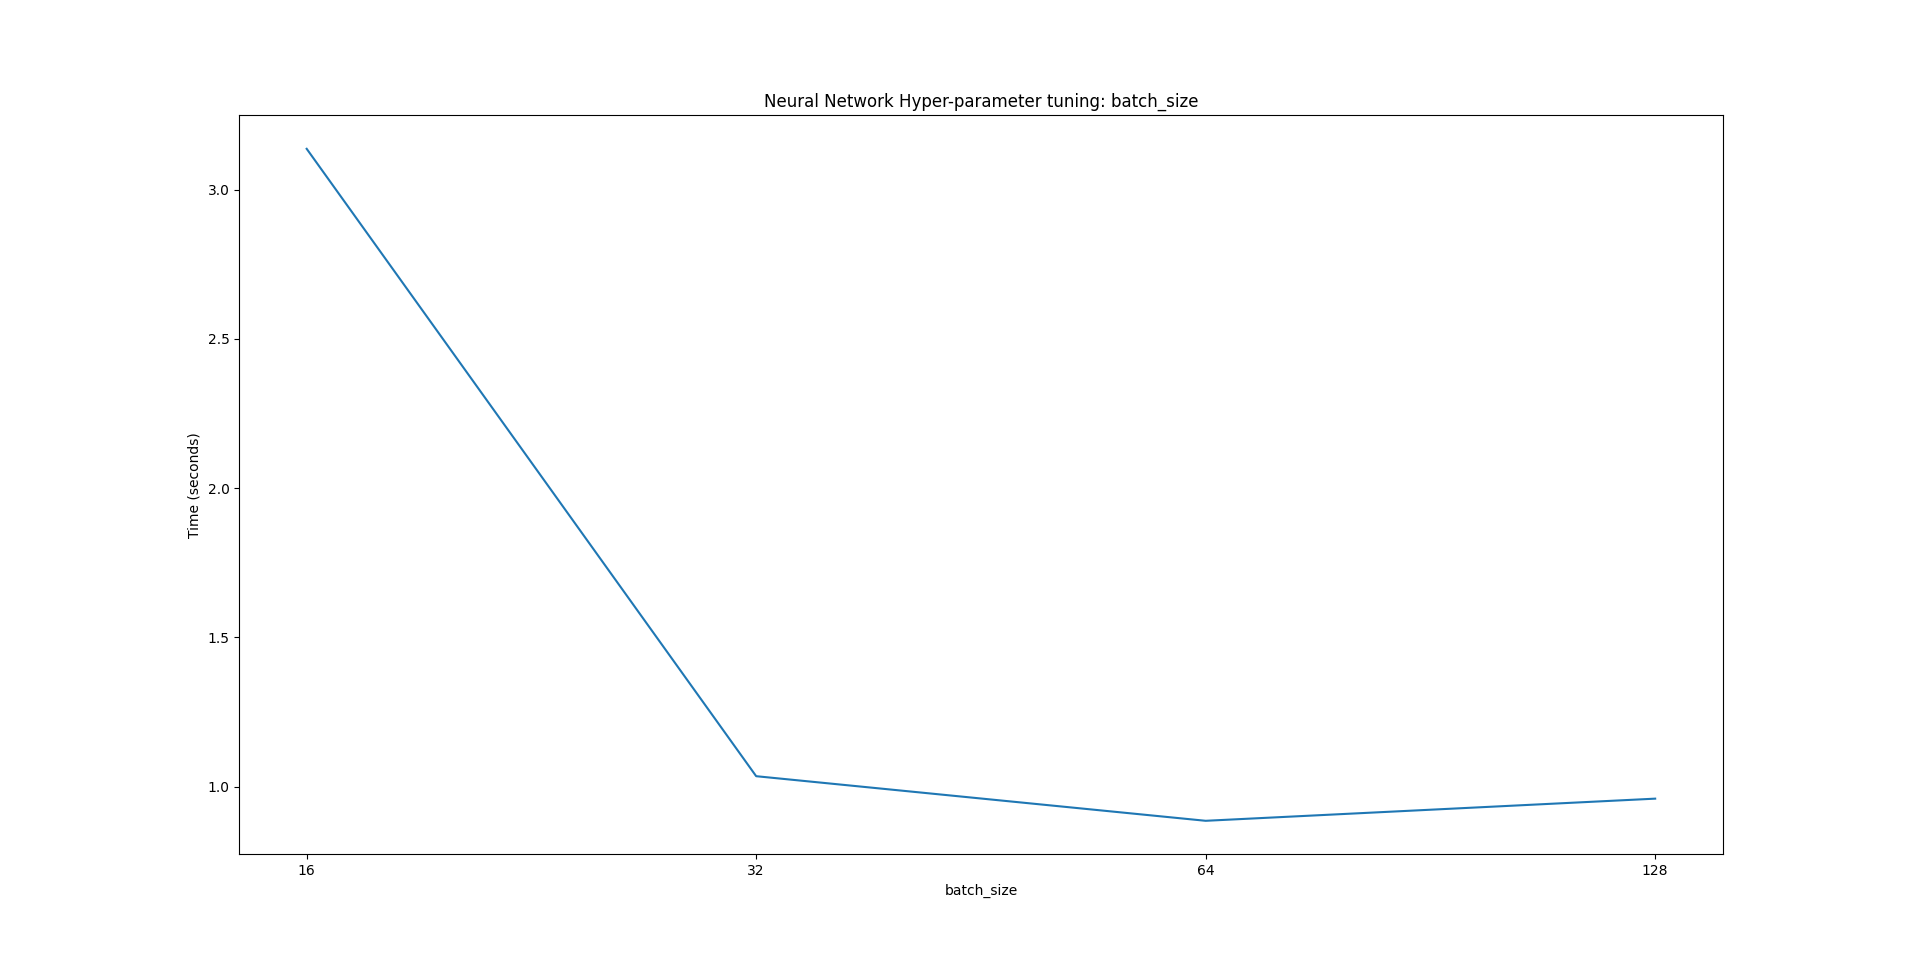 Neural Network Hyper-parameter tuning: batch_size
3.0
2.5
2.0
1.5
1.0
Time (seconds)
16 32 64 128
batch_size